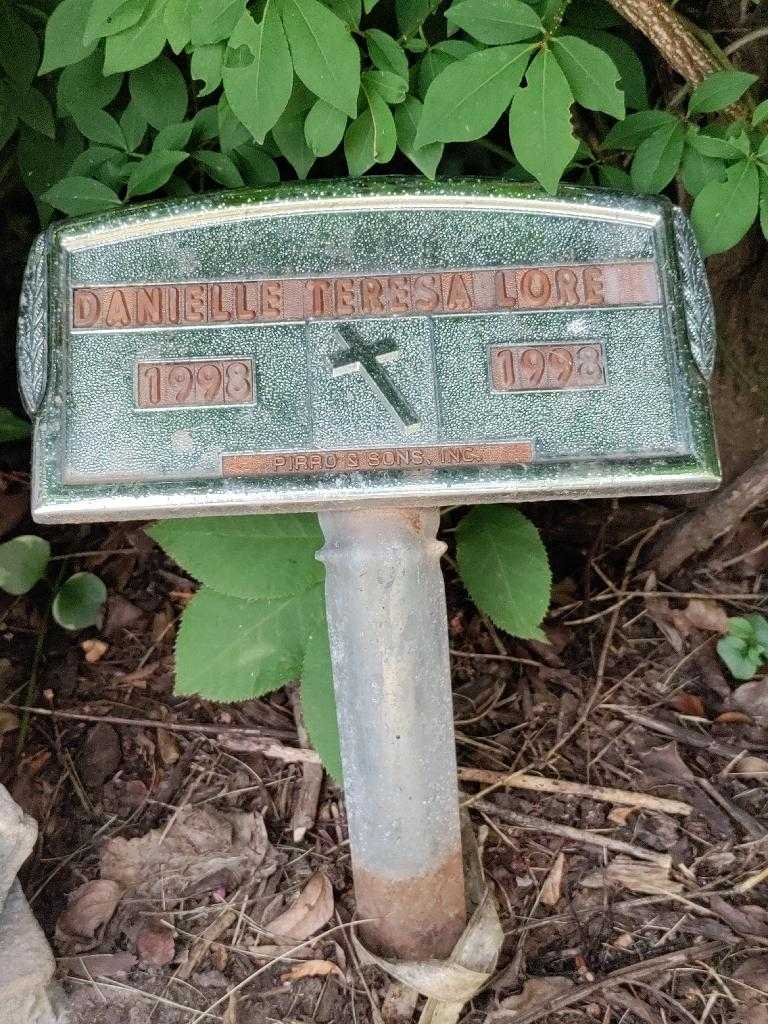 DANIELLE TERESA LORE
1998 1998
PIRRO & SONS, INC.